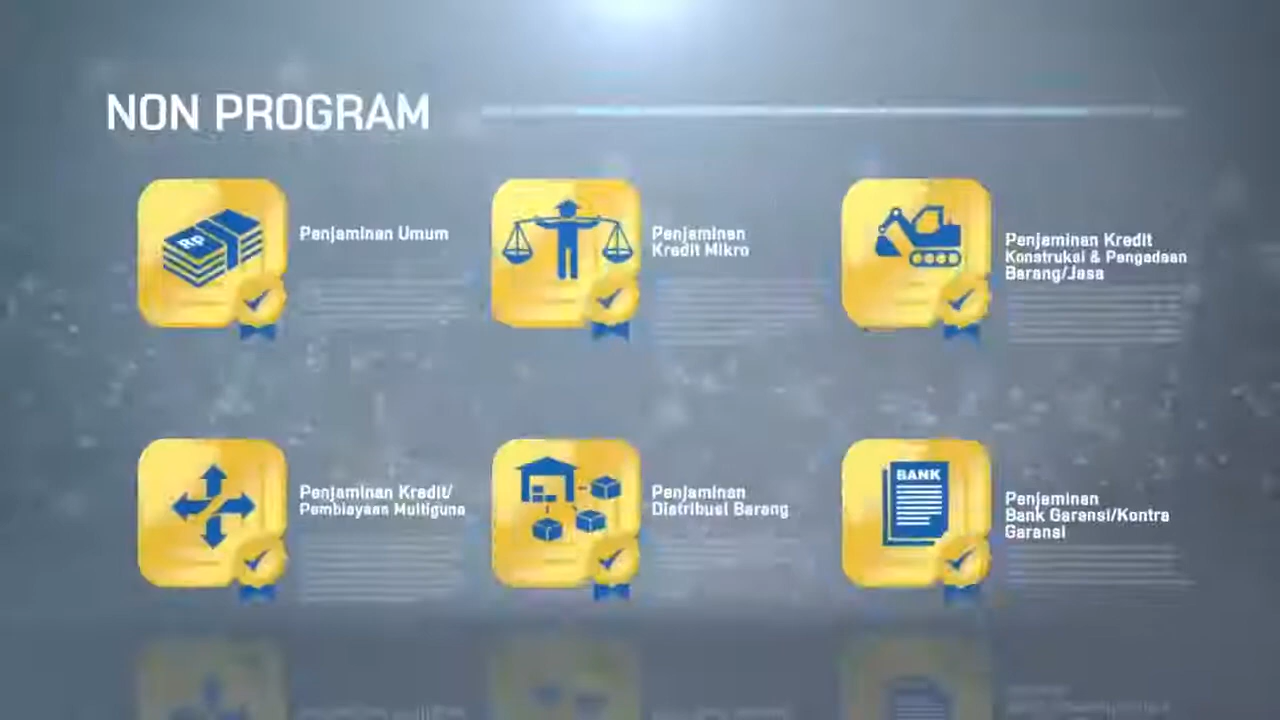 NON PROGRAM
Rp
Penjaminan Umum
Penjaminan
Kredit Mikro
Penjaminan Kredit
Konstruksi & Pengadaan
Barang/Jasa
Penjaminan Kredit/
Pembiayaan Multiguna
Penjaminan
Distribusi Barang
BANK
Penjaminan
Bank Garansi/Kontra
Garansi